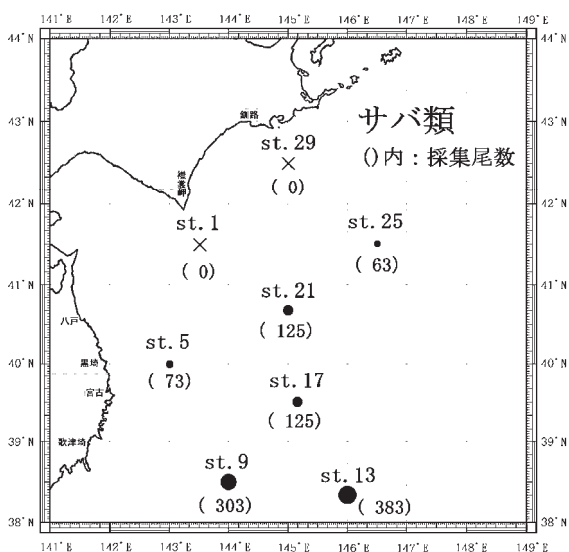 141°E 142°E 143°E 144°E 145°E 146°E 147°E 148°E 149°E
44°N 44°N
43°N 43°N
42°N 42°N
41°N 41°N
40°N 40°N
39°N 39°N
38°N 38°N
サバ類
()内：採集尾数
釧路
st.29
( 0)
襟裳岬
st.1
( 0)
st.25
( 63)
st.21
( 125)
八戸
st.5
( 73)
黒埼
宮古
st.17
( 125)
歌津埼
st.9
( 303)
st.13
( 383)
141°E 142°E 143°E 144°E 145°E 146°E 147°E 148°E 149°E